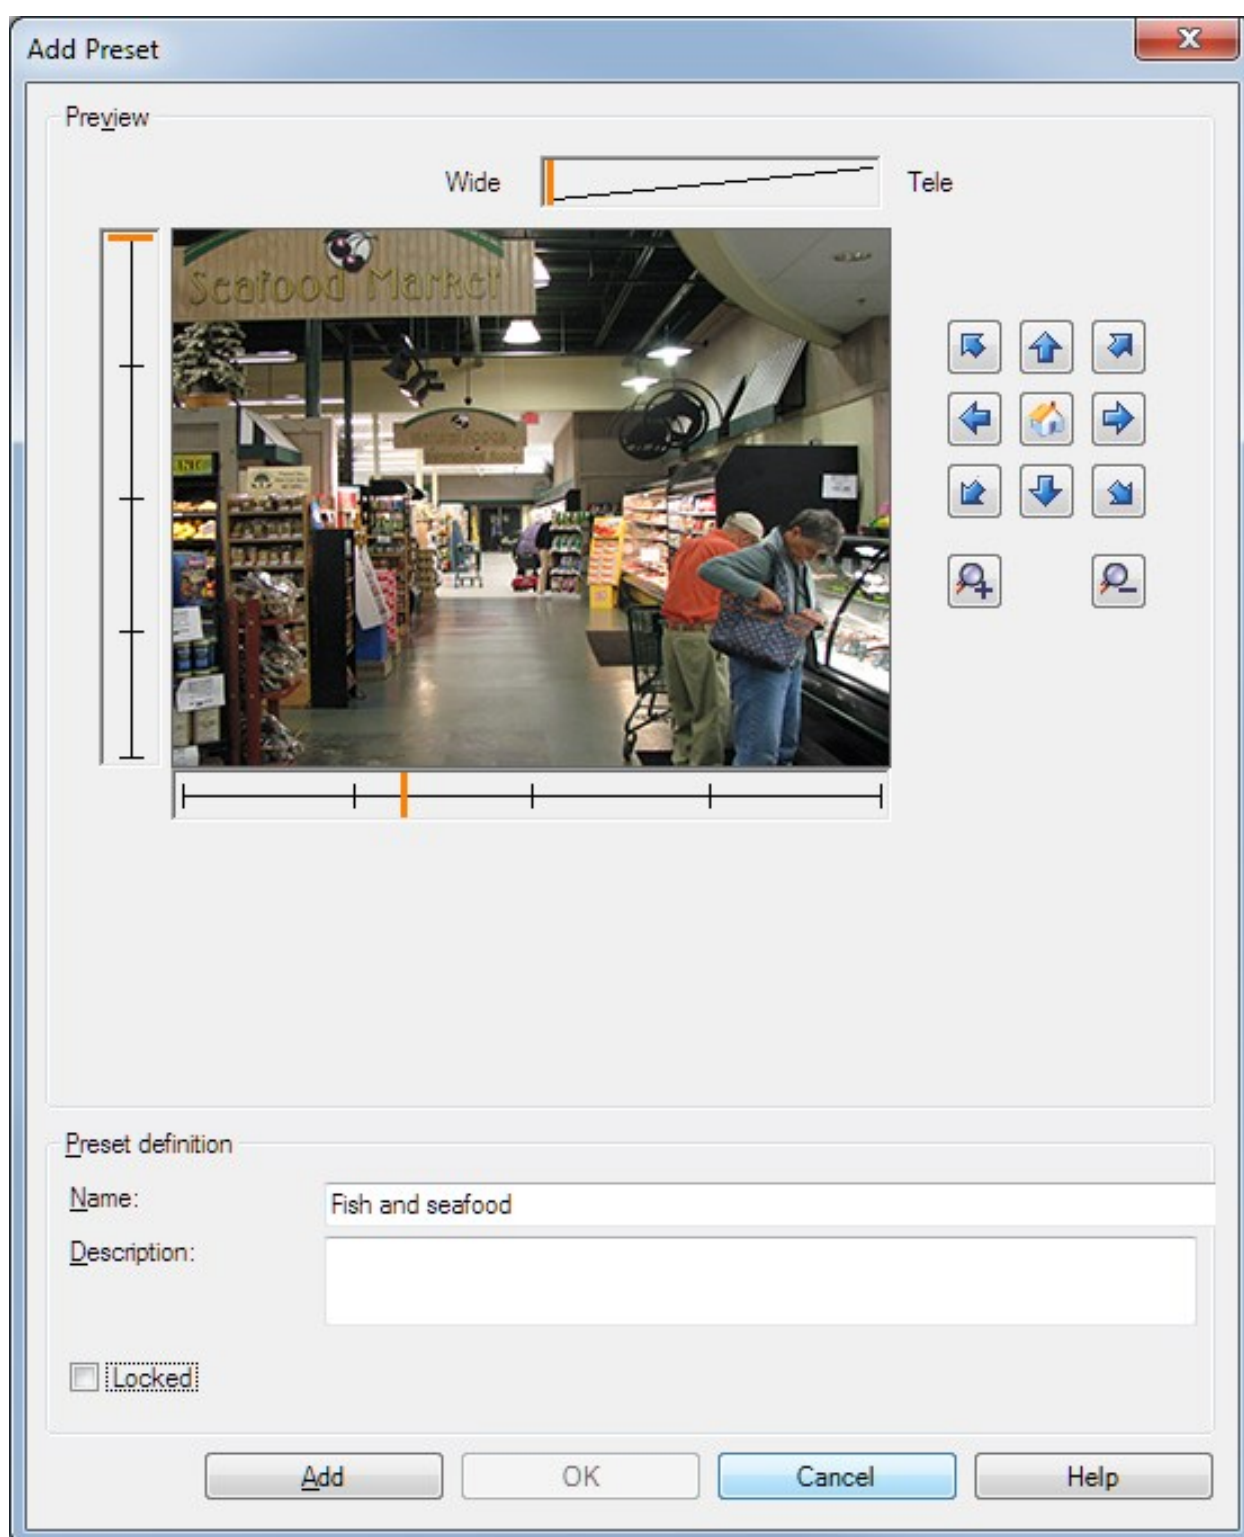 Add Preset
Preview
Wide
Tele
Seafood Market
Preset definition
Name:
Fish and seafood
Description:
Locked
Add
OK
Cancel
Help